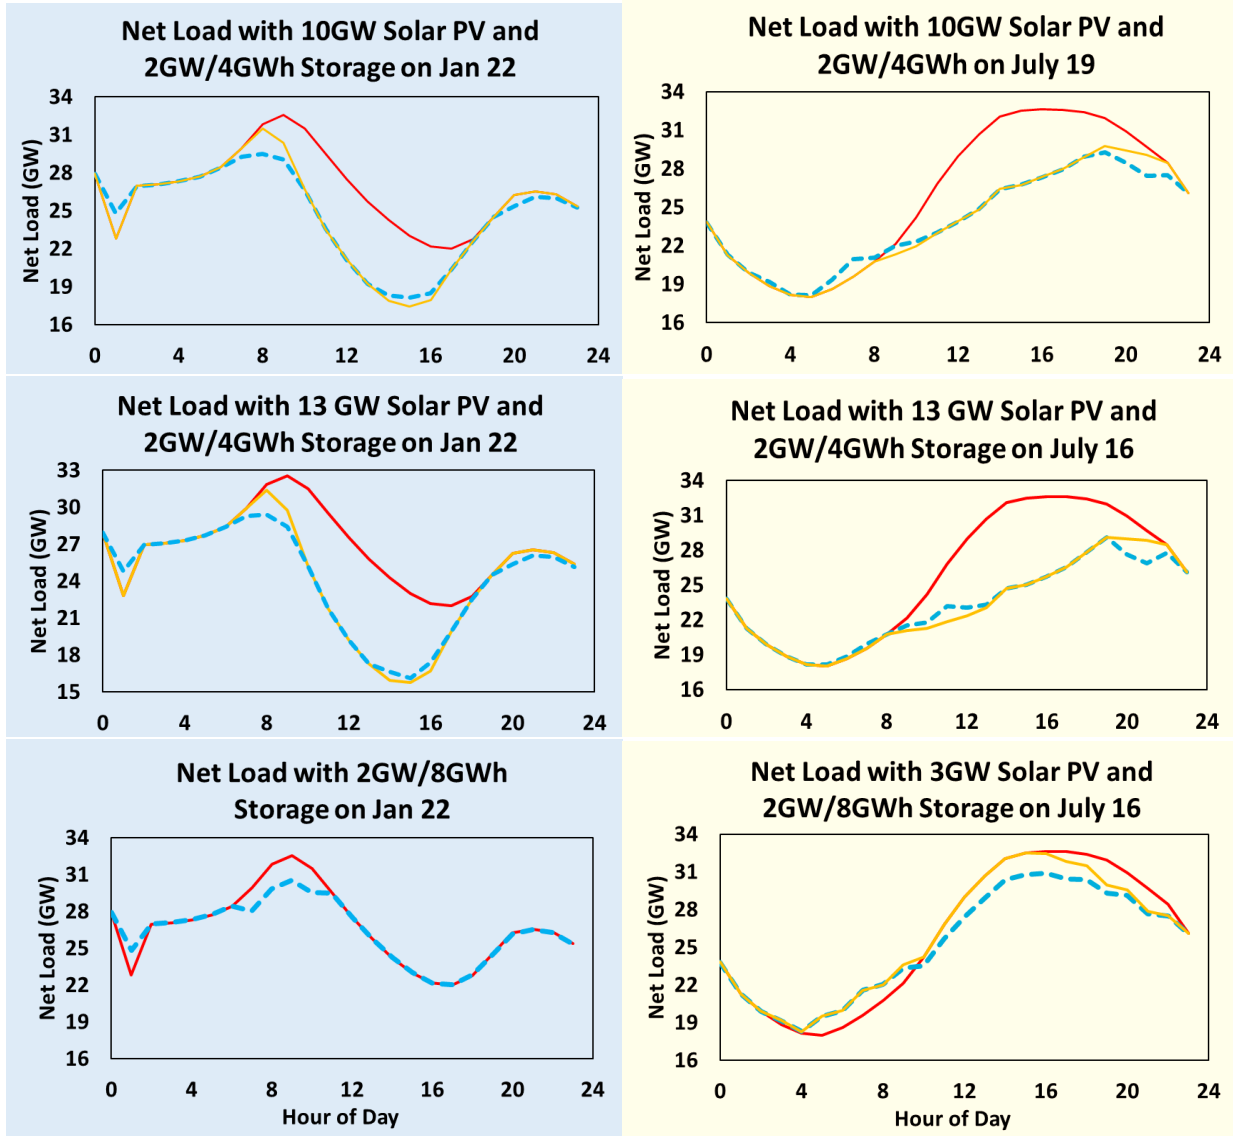 Net Load with 10GW Solar PV and
2GW/4GWh Storage on Jan 22
Net Load (GW)
34
31
28
25
22
19
16
0 4 8 12 16 20 24
Net Load with 10GW Solar PV and
2GW/4GWh on July 19
Net Load (GW)
34
31
28
25
22
19
16
0 4 8 12 16 20 24
Net Load with 13 GW Solar PV and
2GW/4GWh Storage on Jan 22
Net Load (GW)
33
30
27
24
21
18
15
0 4 8 12 16 20 24
Net Load with 13 GW Solar PV and
2GW/4GWh Storage on July 16
Net Load (GW)
34
31
28
25
22
19
16
0 4 8 12 16 20 24
Net Load with 2GW/8GWh
Storage on Jan 22
Net Load (GW)
34
31
28
25
22
19
16
0 4 8 12 16 20 24
Hour of Day
Net Load with 3GW Solar PV and
2GW/8GWh Storage on July 16
Net Load (GW)
34
31
28
25
22
19
16
0 4 8 12 16 20 24
Hour of Day